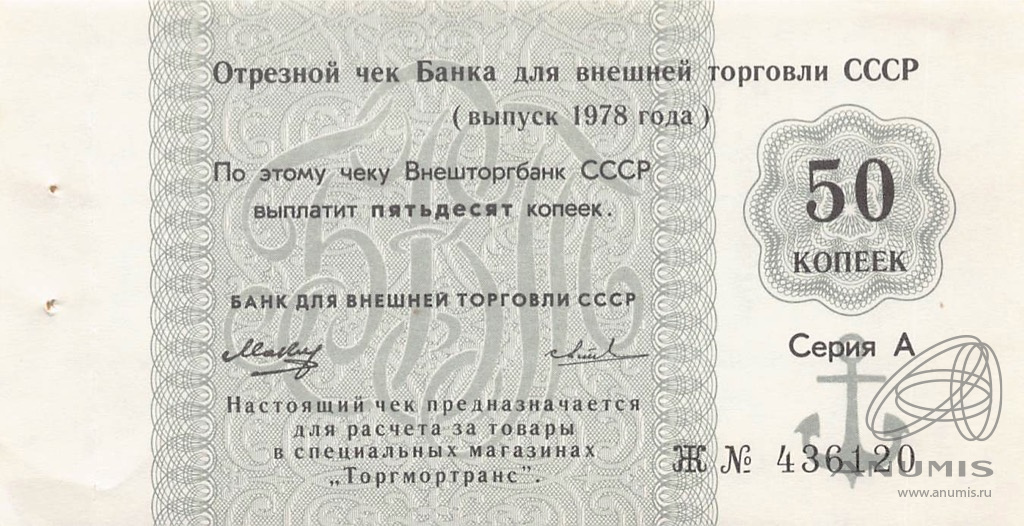 Отрезной чек Банка для внешней торговли СССР
(выпуск 1978 года)
По этому чеку Внешторгбанк СССР
выплатит пятьдесят копеек.
50
КОПЕЕК
БАНК ДЛЯ ВНЕШНЕЙ ТОРГОВЛИ СССР
Серия А
Настоящий чек предназначается
для расчета за товары
в специальных магазинах
„Торгмортранс".
Ж № 436120
ANUMIS
www.anumis.ru